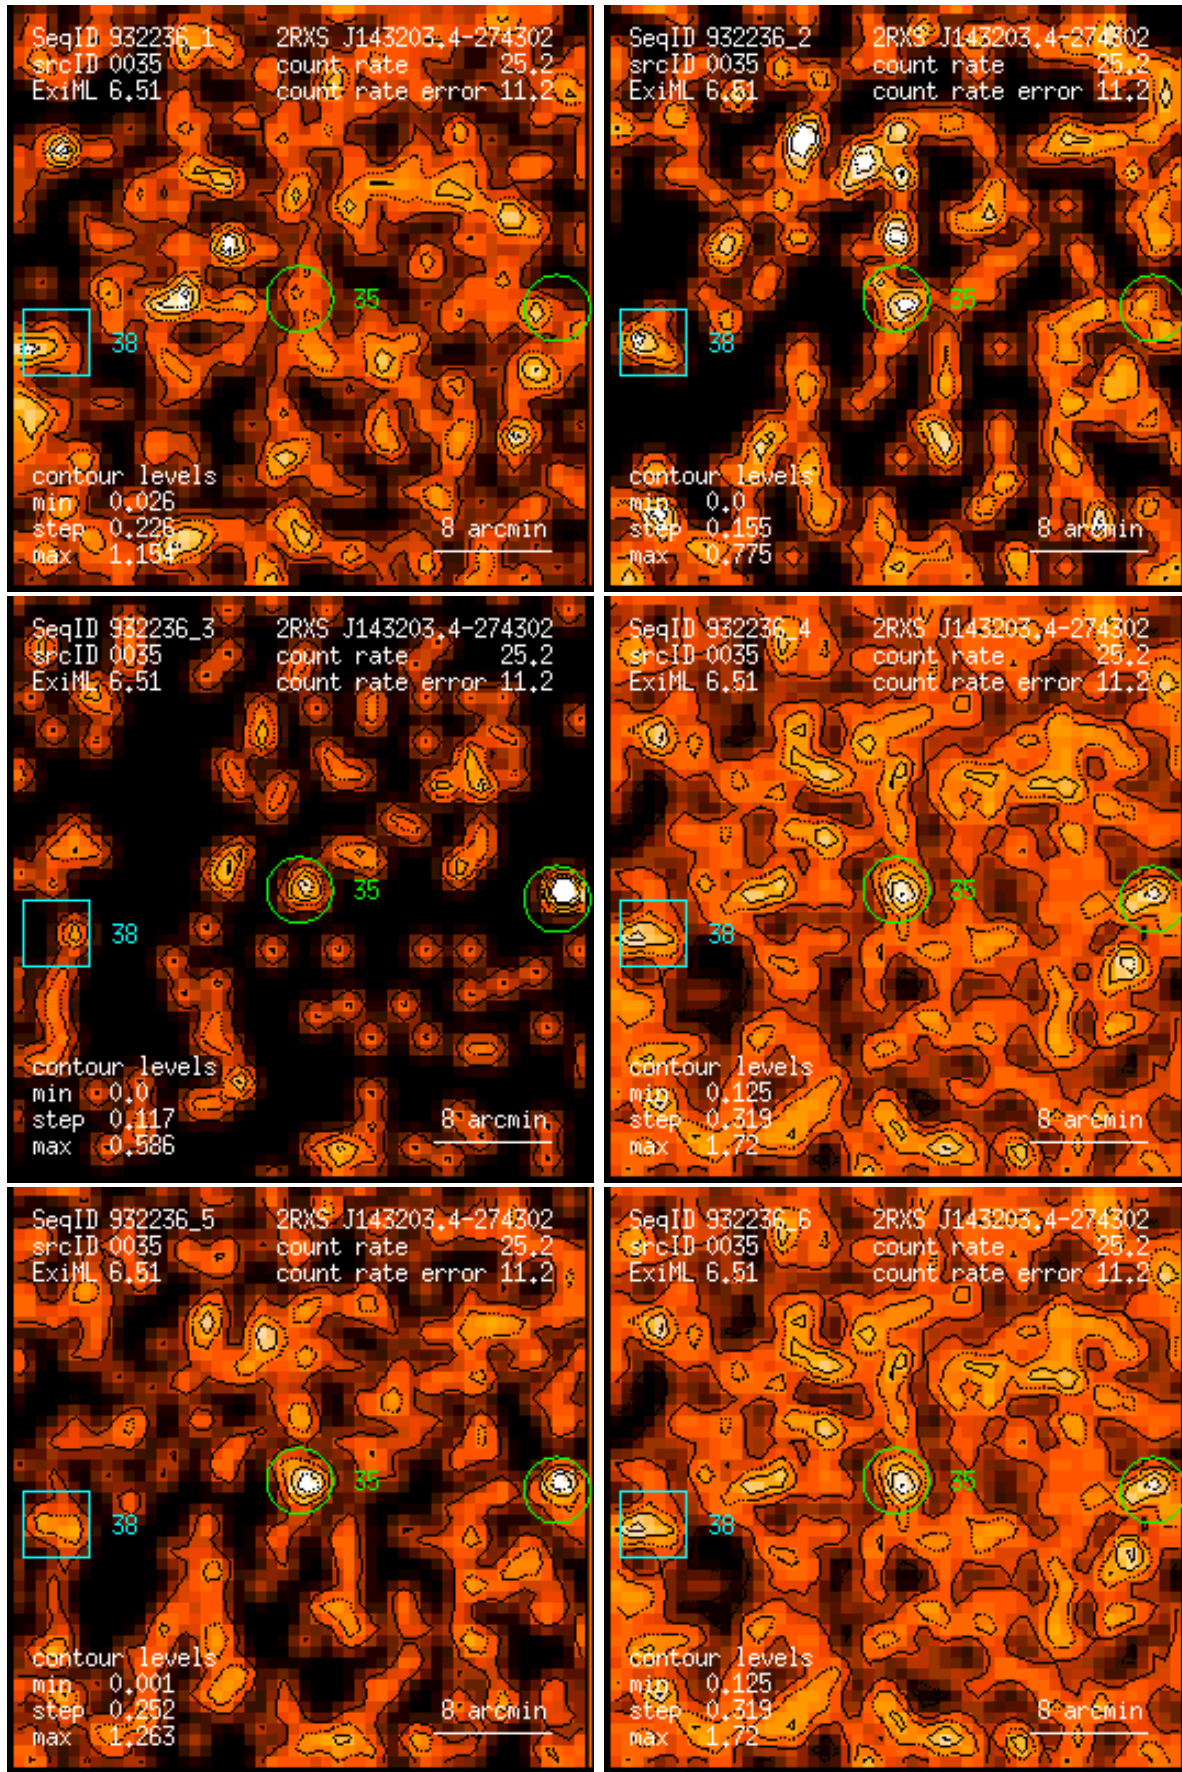 SeqID 932236_1 2RXS J143203.4-274302
srcID 0035 count rate 25.2
ExiML 6.51 count rate error 11.2
35
38
contour levels
min 0.026
step 0.226 8 arcmin
max 1.154
SeqID 932236_2 2RXS J143203.4-274302
srcID 0035 count rate 25.2
ExiML 6.51 count rate error 11.2
35
38
contour levels
min 0.0
step 0.155 8 arcmin
max 0.775
SeqID 932236_3 2RXS J143203.4-274302
srcID 0035 count rate 25.2
ExiML 6.51 count rate error 11.2
35
38
contour levels
min 0.0
step 0.117 8 arcmin
max 0.586
SeqID 932236_4 2RXS J143203.4-274302
srcID 0035 count rate 25.2
ExiML 6.51 count rate error 11.2
35
38
contour levels
min 0.125
step 0.319 8 arcmin
max 1.72
SeqID 932236_5 2RXS J143203.4-274302
srcID 0035 count rate 25.2
ExiML 6.51 count rate error 11.2
35
38
contour levels
min 0.001
step 0.252 8 arcmin
max 1.263
SeqID 932236_6 2RXS J143203.4-274302
srcID 0035 count rate 25.2
ExiML 6.51 count rate error 11.2
35
38
contour levels
min 0.125
step 0.319 8 arcmin
max 1.72